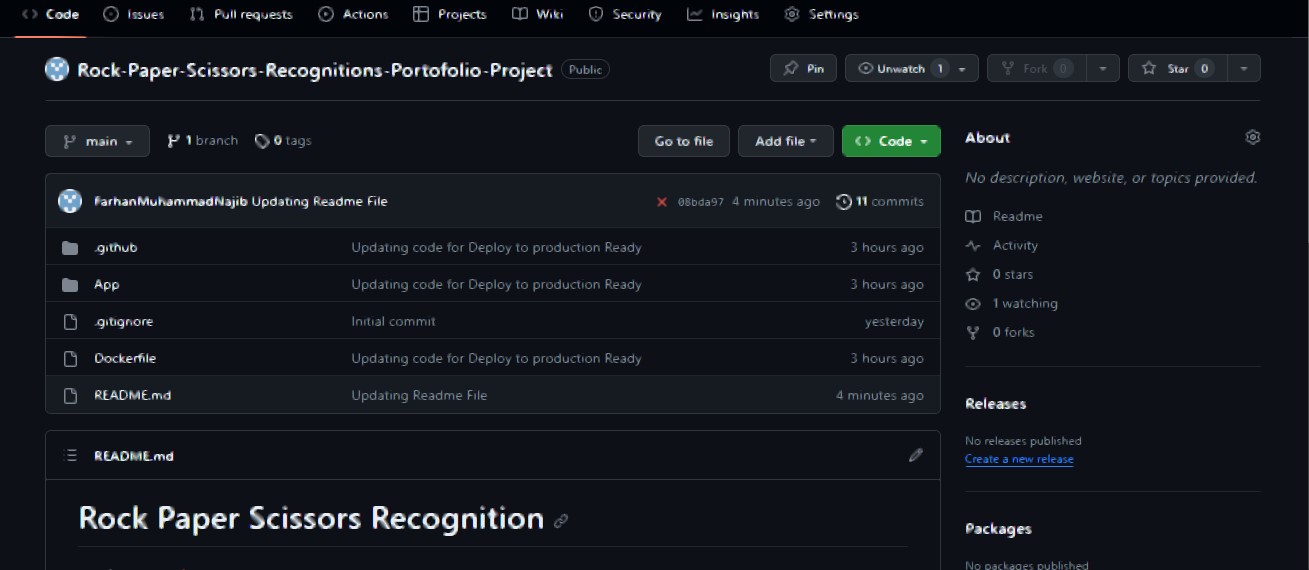 Code Issues Pull requests Actions Projects Wiki Security Insights Settings
Rock-Paper-Scissors-Recognitions-Portofolio-Project Public Pin Unwatch 1 Fork 0 Star 0
main 1 branch 0 tags Go to file Add file Code
FarhanMuhammadNajib Updating Readme File 08bda97 4 minutes ago 11 commits
.github Updating code for Deploy to production Ready 3 hours ago
App Updating code for Deploy to production Ready 3 hours ago
.gitignore Initial commit yesterday
Dockerfile Updating code for Deploy to production Ready 3 hours ago
README.md Updating Readme File 4 minutes ago
README.md
Rock Paper Scissors Recognition
About
No description, website, or topics provided.
Readme
Activity
0 stars
1 watching
0 forks
Releases
No releases published
Create a new release
Packages
No packages published